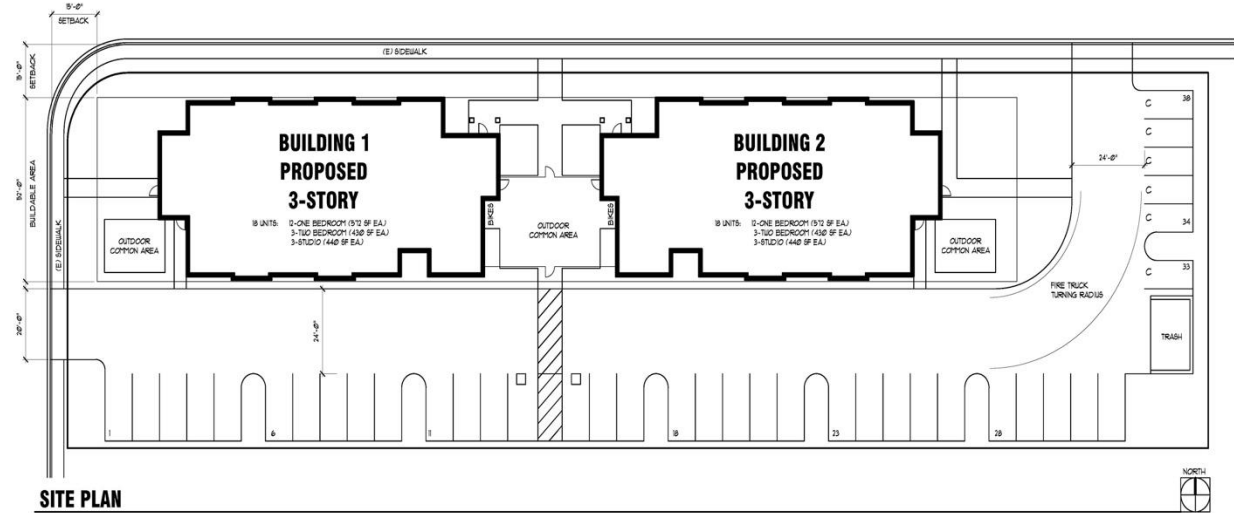 15'-0"
SETBACK
(E) SIDEWALK
15'-0"
SETBACK
BUILDING 1
PROPOSED
3-STORY
18 UNITS: 12-ONE BEDROOM (572 SF EA.)
3-TWO BEDROOM (430 SF EA.)
3-STUDIO (440 SF EA.)
BUILDING 2
PROPOSED
3-STORY
18 UNITS: 12-ONE BEDROOM (572 SF EA.)
3-TWO BEDROOM (430 SF EA.)
3-STUDIO (440 SF EA.)
38
C
C
C
C
C
C
C
24'-0"
BUILDABLE AREA
(E) SIDEWALK
BIKES
BIKES
OUTDOOR
COMMON AREA
OUTDOOR
COMMON AREA
OUTDOOR
COMMON AREA
34
33
FIRE TRUCK
TURNING RADIUS
TRASH
20'-0"
24'-0"
1
6
11
18
23
28
SITE PLAN
NORTH